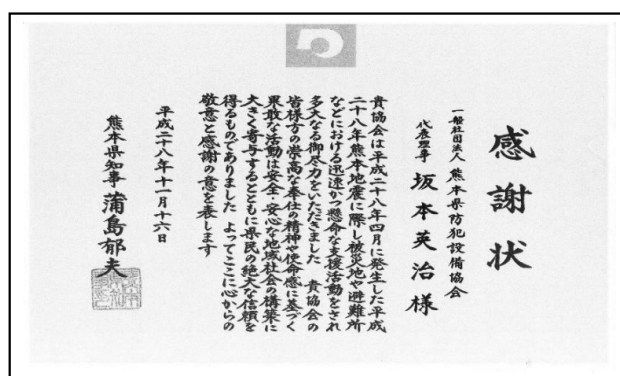 感謝状
一般社団法人 熊本県防犯設備協会
代表理事 坂本英治様
貴協会は平成二十八年四月に発生した平成
二十八年熊本地震に際し被災地や避難所
などにおける迅速かつ懸命な支援活動をされ
多大なる御尽力をいただきました 貴協会の
皆様方の崇高な奉仕の精神や使命感に基づく
果敢な活動は安全・安心な地域社会の構築に
大きく寄与するとともに県民の絶大な信頼を
得るものでありました よってここに心からの
敬意と感謝の意を表します
平成二十八年十一月十六日
熊本県知事 蒲島郁夫